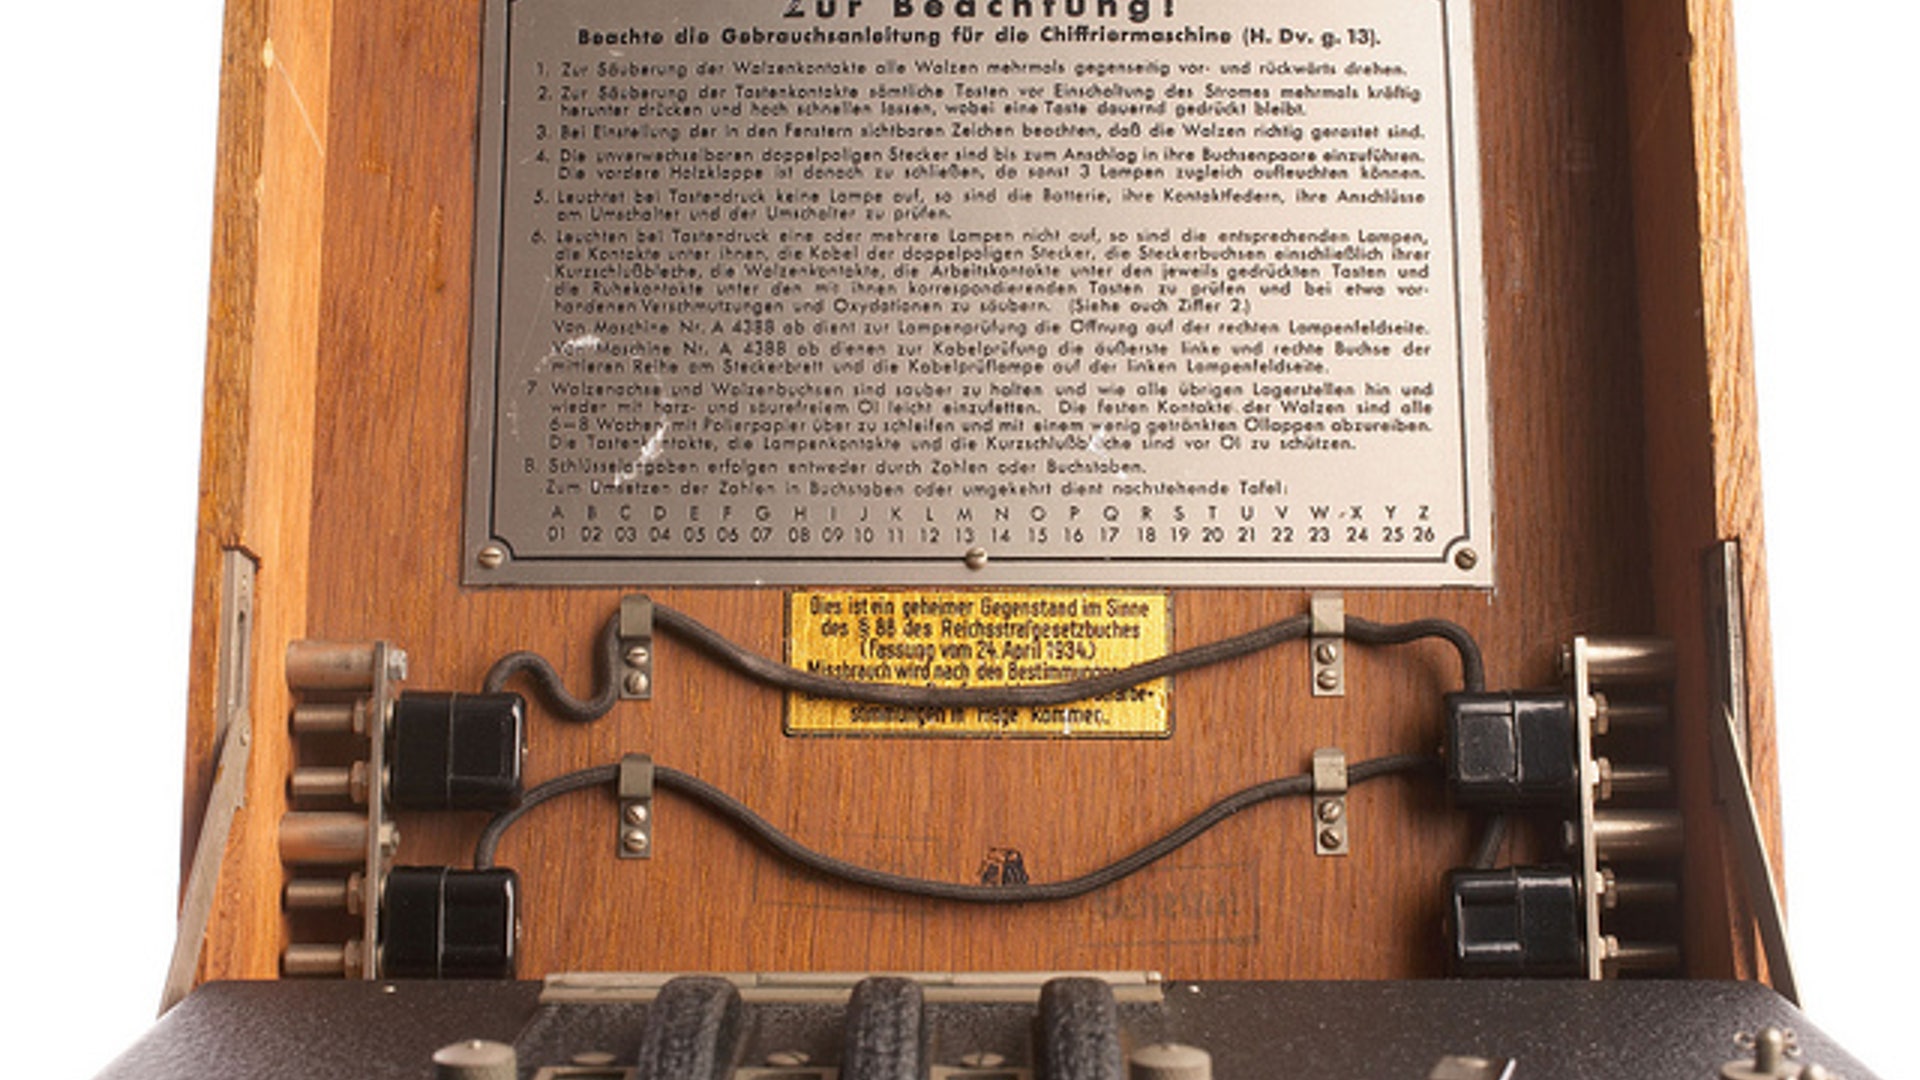 Zur Beachtung!
Beachte die Gebrauchsanleitung für die Chiffriermaschine (H. Dv. g. 13).
1. Zur Säuberung der Walzenkontakte alle Walzen mehrmals gegenseitig vor- und rückwärts drehen.
2. Zur Säuberung der Tastenkontakte sämtliche Tasten vor Einschaltung des Stromes mehrmals kräftig
herunter drücken und hoch schnellen lassen, wobei eine Taste dauernd gedrückt bleibt.
3. Bei Einstellung der in den Fenstern sichtbaren Zeichen beachten, daß die Walzen richtig gerastet sind.
4. Die unverwechselbaren doppelpoligen Stecker sind bis zum Anschlag in ihre Buchsenpaare einzuführen.
Die vordere Holzklappe ist danach zu schließen, da sonst 3 Lampen zugleich aufleuchten können.
5. Leuchtet bei Tastendruck keine Lampe auf, so sind die Batterie, ihre Kontaktfedern, ihre Anschlüsse
am Umschalter und der Umschalter zu prüfen.
6. Leuchten bei Tastendruck eine oder mehrere Lampen nicht auf, so sind die entsprechenden Lampen,
die Kontakte unter ihnen, die Kabel der doppelpoligen Stecker, die Steckerbuchsen einschließlich ihrer
Kurzschlußbleche, die Walzenkontakte, die Arbeitskontakte unter den jeweils gedrückten Tasten und
die Ruhekontakte unter den mit ihnen korrespondierenden Tasten zu prüfen und bei etwa vor-
handenen Verschmutzungen und Oxydationen zu säubern. (Siehe auch Ziffer 2.)
Von Maschine Nr. A 4388 ab dient zur Lampenprüfung die Öffnung auf der rechten Lampenfeldseite.
Von Maschine Nr. A 4388 ab dienen zur Kabelprüfung die äußerste linke und rechte Buchse der
mittleren Reihe am Steckerbrett und die Kabelprüflampe auf der linken Lampenfeldseite.
7. Walzenachse und Walzenbuchsen sind sauber zu halten und wie alle übrigen Lagerstellen hin und
wieder mit harz- und säurefreiem Öl leicht einzufetten. Die festen Kontakte der Walzen sind alle
6–8 Wochen mit Polierpapier über zu schleifen und mit einem wenig getränkten Öllappen abzureiben.
Die Tastenkontakte, die Lampenkontakte und die Kurzschlußbleche sind vor Öl zu schützen.
8. Schlüsselangaben erfolgen entweder durch Zahlen oder Buchstaben.
Zum Umsetzen der Zahlen in Buchstaben oder umgekehrt dient nachstehende Tafel:
A B C D E F G H I J K L M N O P Q R S T U V W X Y Z
01 02 03 04 05 06 07 08 09 10 11 12 13 14 15 16 17 18 19 20 21 22 23 24 25 26
Dies ist ein geheimer Gegenstand im Sinne
des § 88 des Reichsstrafgesetzbuches
(Fassung vom 24. April 1934.)
Missbrauch wird nach den Bestimmungen
stimmungen in Frage kommen.